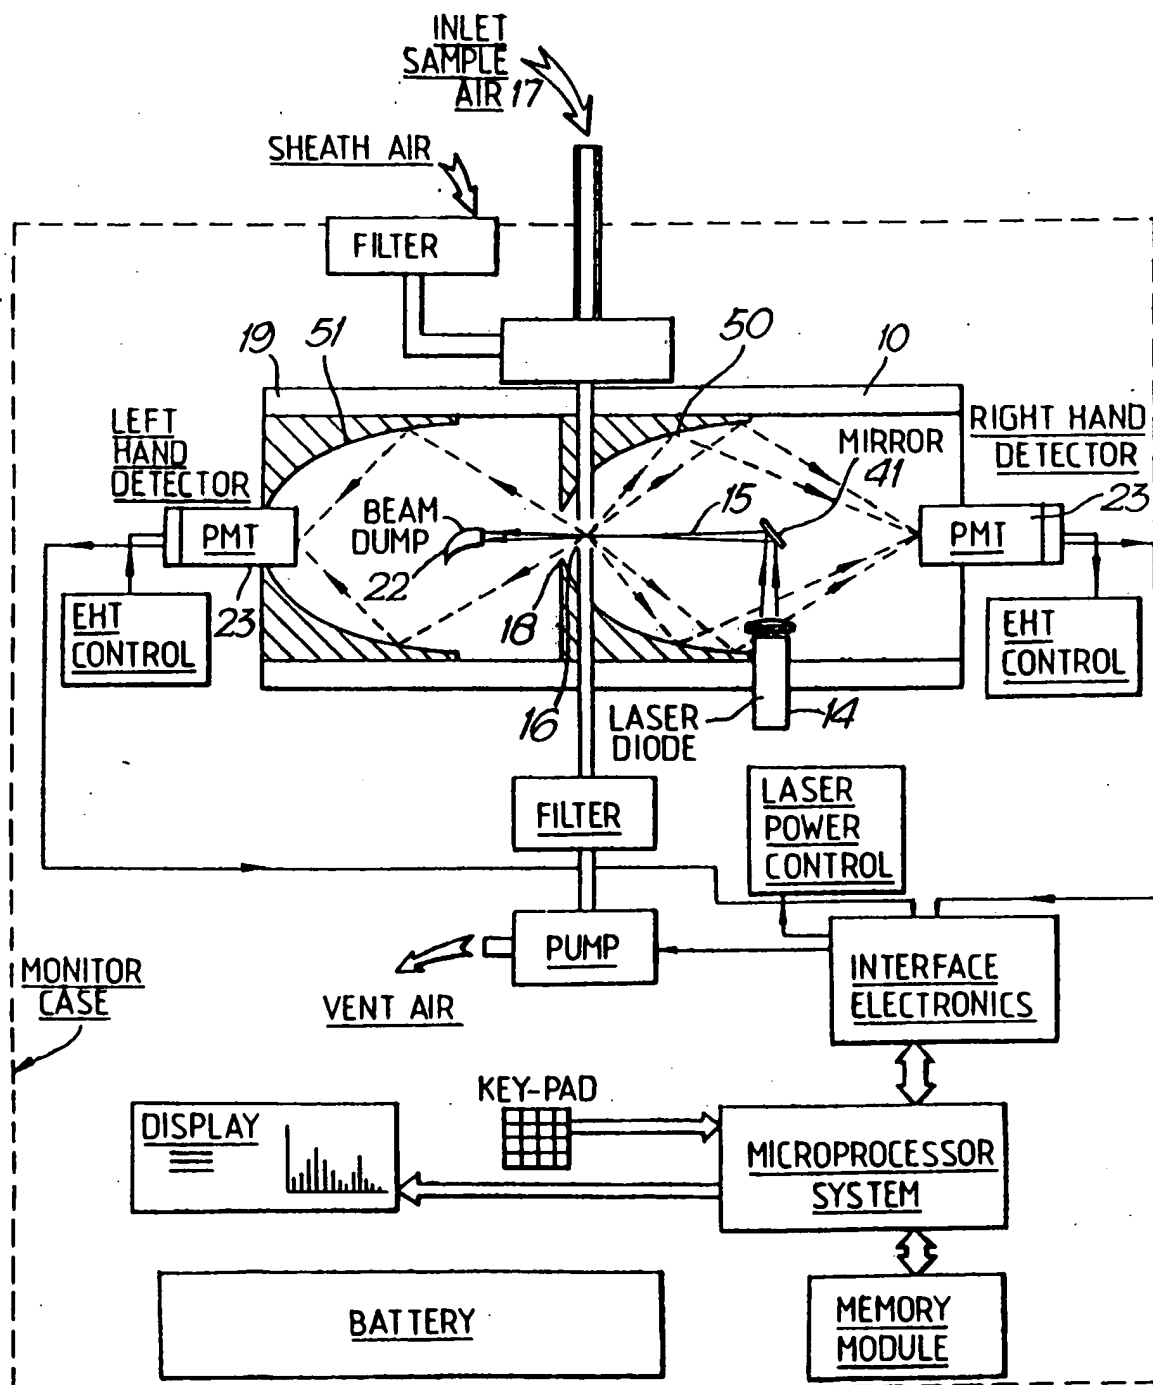 INLET
SAMPLE
AIR 17
SHEATH AIR
FILTER
19
51
50
10
LEFT
HAND
DETECTOR
MIRROR
41
RIGHT HAND
DETECTOR
23
15
BEAM
DUMP
22
PMT
PMT
23
18
EHT
CONTROL
EHT
CONTROL
16
LASER
DIODE
14
FILTER
LASER
POWER
CONTROL
PUMP
VENT AIR
INTERFACE
ELECTRONICS
MONITOR
CASE
KEY-PAD
DISPLAY
MICROPROCESSOR
SYSTEM
BATTERY
MEMORY
MODULE